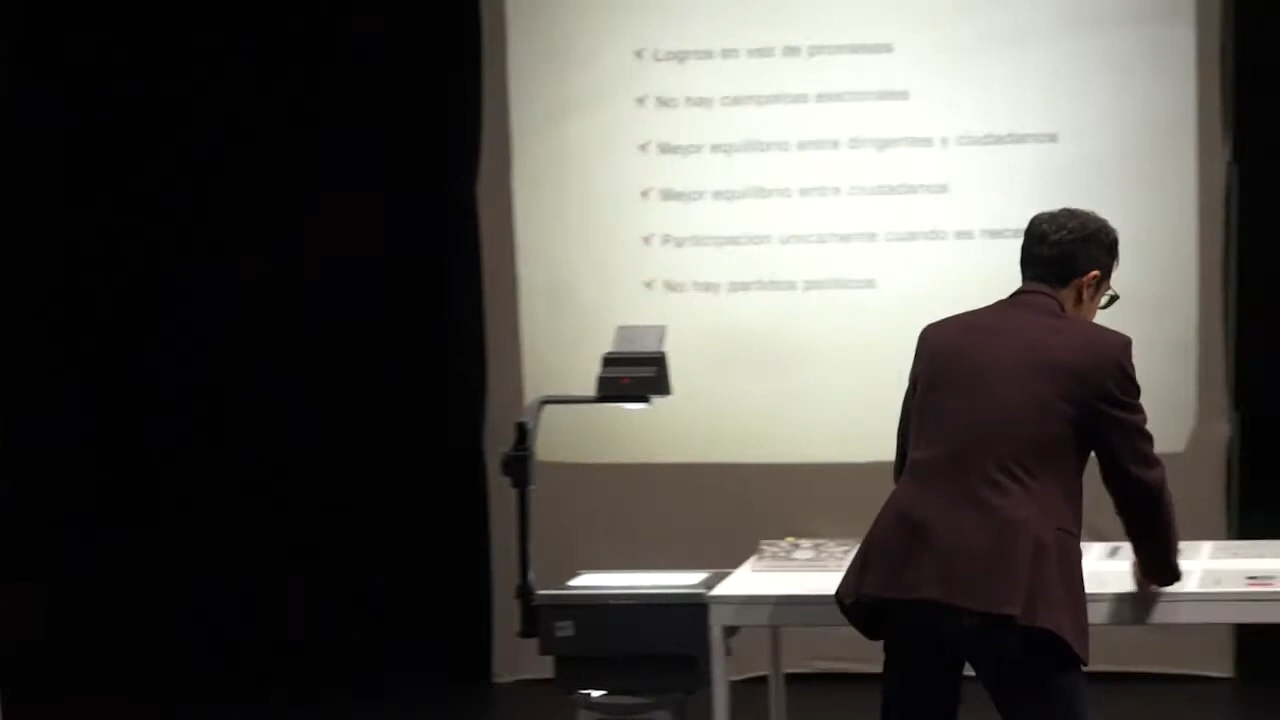 Logros en vez de promesas
No hay campañas electorales
Mejor equilibrio entre dirigentes y ciudadanos
Mejor equilibrio entre ciudadanos
Participación únicamente cuando es
No hay partidos políticos